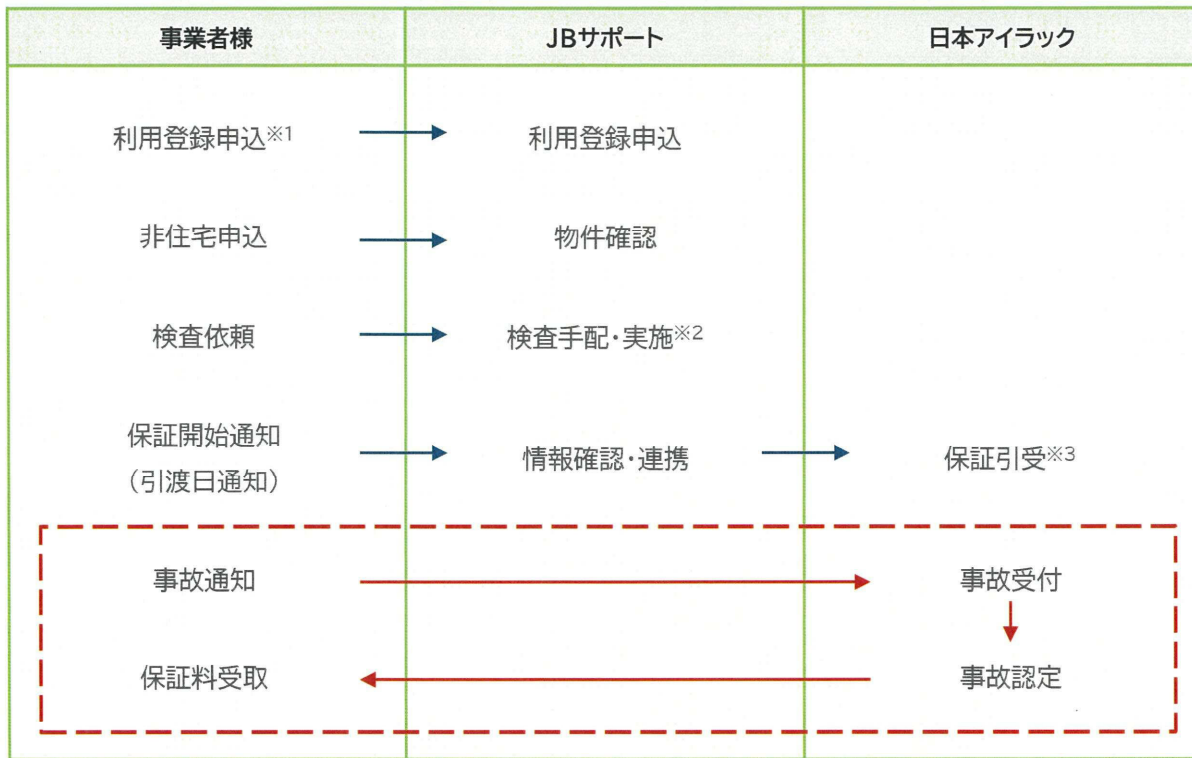 事業者様
JBサポート
日本アイラック
利用登録申込※1
利用登録申込
非住宅申込
物件確認
検査依頼
検査手配・実施※2
保証開始通知
（引渡日通知）
情報確認・連携
保証引受※3
事故通知
事故受付
保証料受取
事故認定